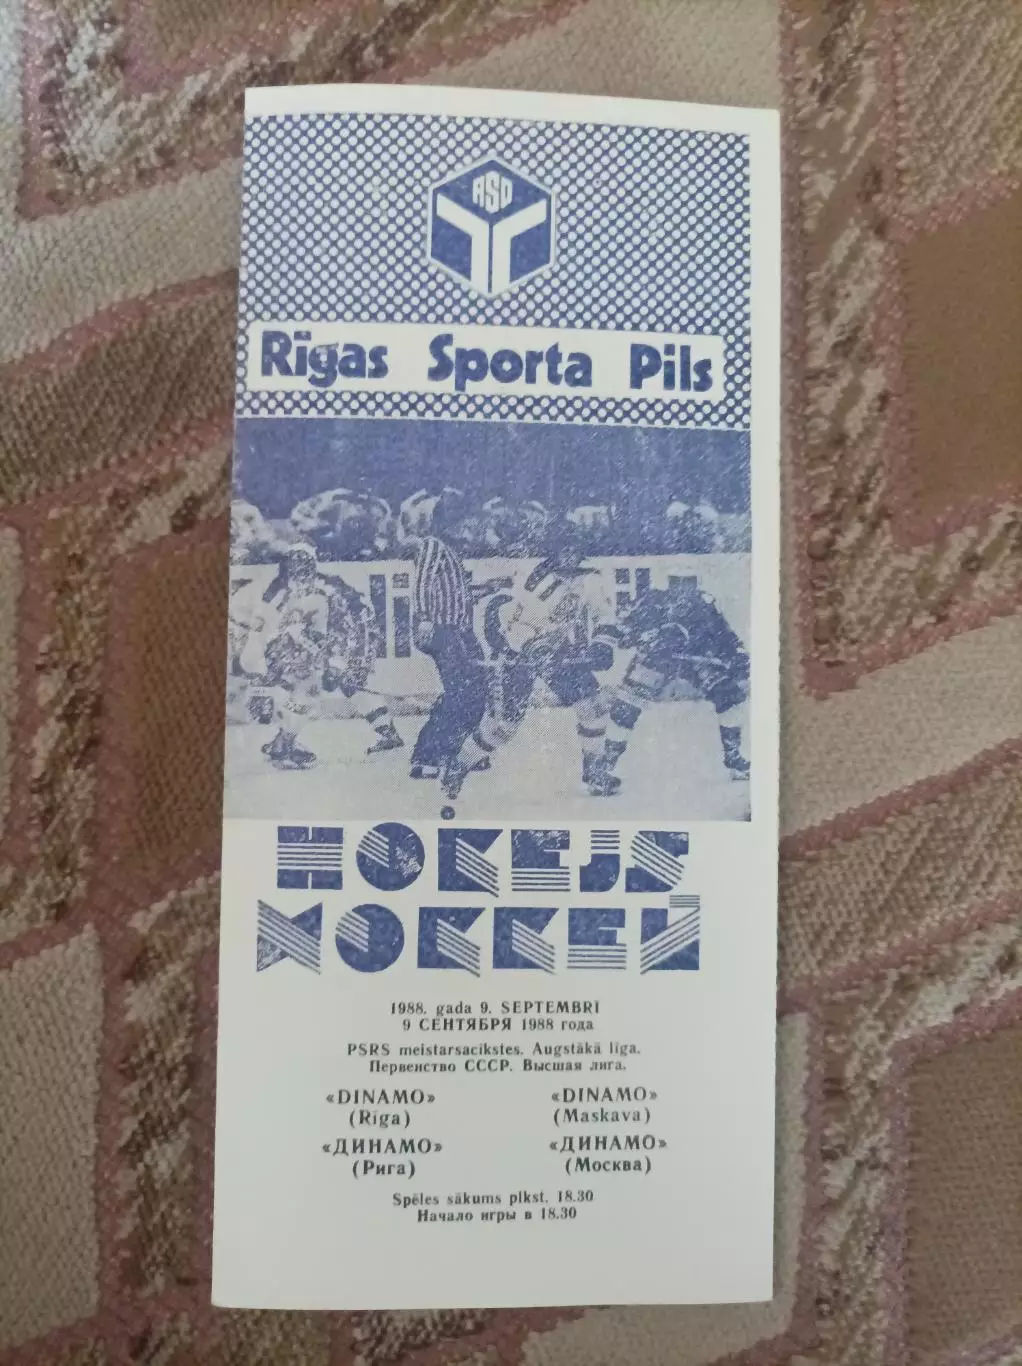 RSP
Rīgas Sporta Pils
HOKEJS
ХОККЕЙ
1988. gada 9. SEPTEMBRĪ
9 СЕНТЯБРЯ 1988 года
PSRS meistarsacīkstes. Augstākā līga.
Первенство СССР. Высшая лига.
«DINAMO» «DINAMO»
(Rīga) (Maskava)
«ДИНАМО» «ДИНАМО»
(Рига) (Москва)
Spēles sākums plkst. 18.30
Начало игры в 18.30